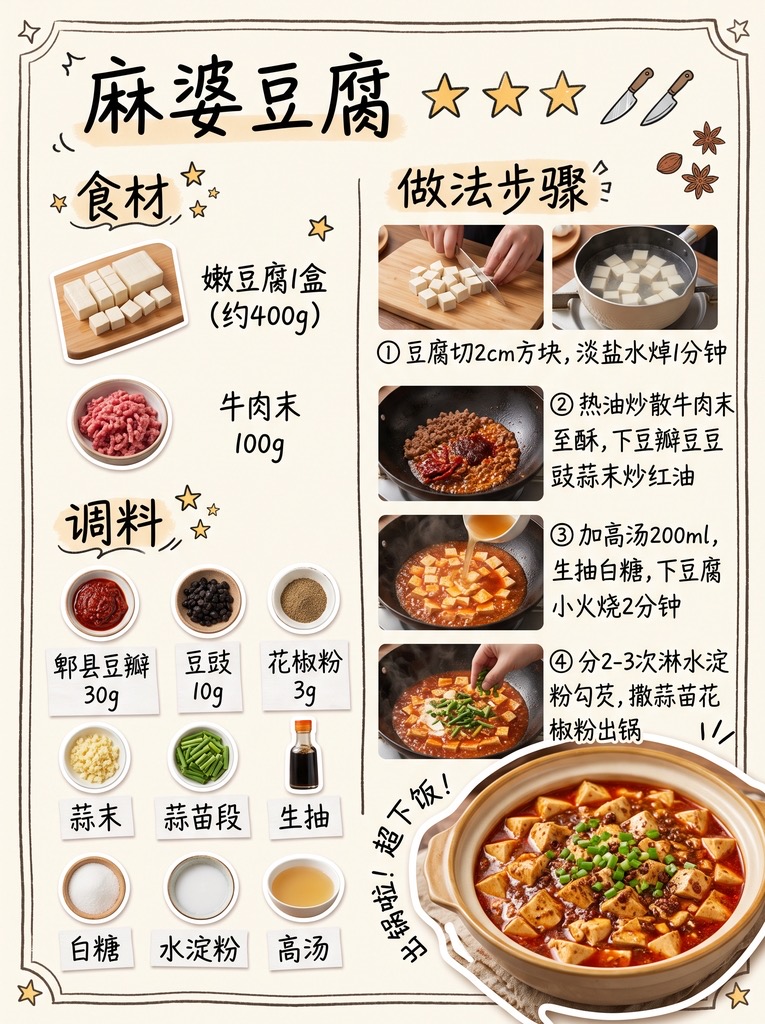 麻婆豆腐
食材
嫩豆腐1盒
(约400g)
牛肉末
100g
调料
郫县豆瓣
30g
豆豉
10g
花椒粉
3g
蒜末
蒜苗段
生抽
白糖
水淀粉
高汤
做法步骤
① 豆腐切2cm方块,淡盐水焯1分钟
② 热油炒散牛肉末
至酥,下豆瓣豆豆
豉蒜末炒红油
③ 加高汤200ml,
生抽白糖,下豆腐
小火烧2分钟
④ 分2-3次淋水淀
粉勾芡,撒蒜苗花
椒粉出锅
出锅啦!超下饭!